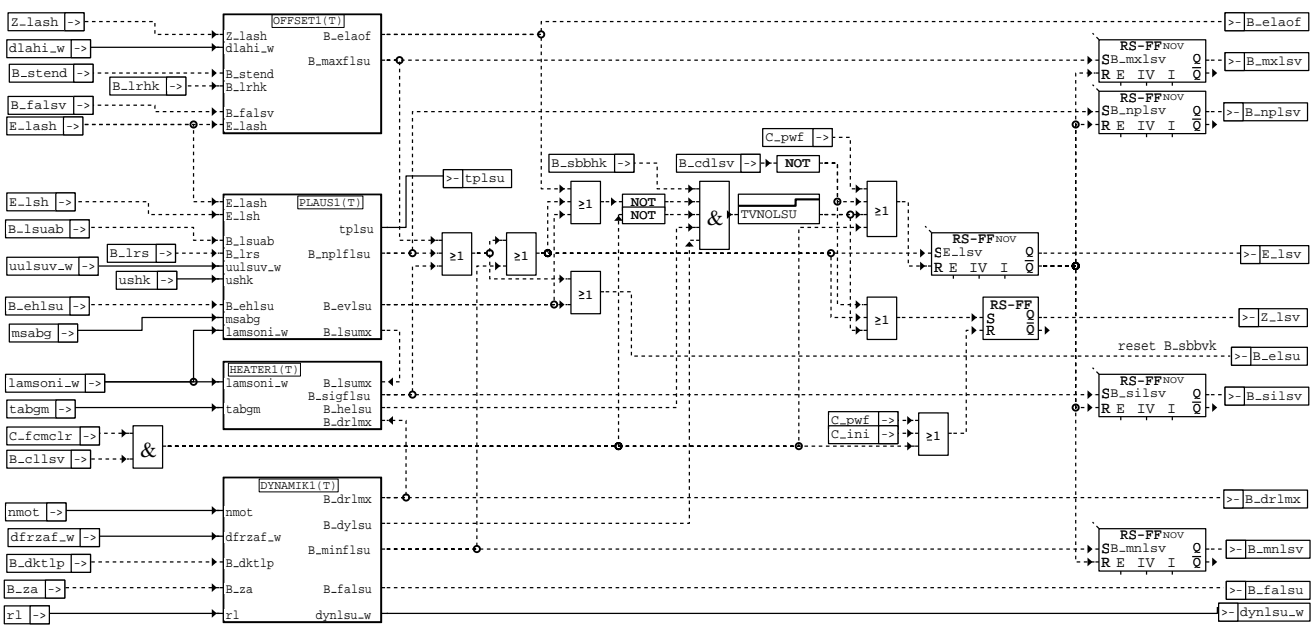 Z_lash ->
OFFSET1(T)
>- B_elaof
Z_lash B_elaof
dlahi_w ->
dlahi_w
RS-FF NOV
B_maxflsu
S B_mxlsv Q
>- B_mxlsv
B_stend ->
B_stend
R E IV I Q
B_lrhk ->
B_lrhk
RS-FF NOV
B_falsv ->
B_falsv
S B_nplsv Q
>- B_nplsv
E_lash ->
E_lash
R E IV I Q
C_pwf ->
B_sbbhk ->
B_cdlsv ->
NOT
>- tplsu
E_lsh ->
E_lash
PLAUS1(T)
E_lsh
NOT
≥1
NOT
&
TVNOLSU
≥1
B_lsuab ->
tplsu
B_lsuab
RS-FF NOV
B_lrs ->
B_lrs
B_nplflsu
≥1
≥1
S E_lsv Q
>- E_lsv
uulsuv_w ->
uulsuv_w
R E IV I Q
ushk ->
ushk
≥1
B_ehlsu ->
B_ehlsu
B_evlsu
RS-FF
msabg ->
msabg
≥1
S Q
>- Z_lsv
lamsoni_w B_lsumx
R Q
reset B_sbbvk
>- B_elsu
HEATER1(T)
RS-FF NOV
lamsoni_w ->
lamsoni_w B_lsumx
B_sigflsu
S B_silsv Q
>- B_silsv
tabgm ->
tabgm
B_helsu
R E IV I Q
B_drlmx
C_pwf ->
C_fcmclr ->
C_ini ->
≥1
&
B_cllsv ->
DYNAMIK1(T)
B_drlmx
>- B_drlmx
nmot ->
nmot
B_dylsu
dfrzaf_w ->
dfrzaf_w
RS-FF NOV
B_minflsu
S B_mnlsv Q
>- B_mnlsv
B_dktlp ->
B_dktlp
R E IV I Q
B_za ->
B_za
B_falsu
>- B_falsu
rl ->
rl
dynlsu_w
>- dynlsu_w